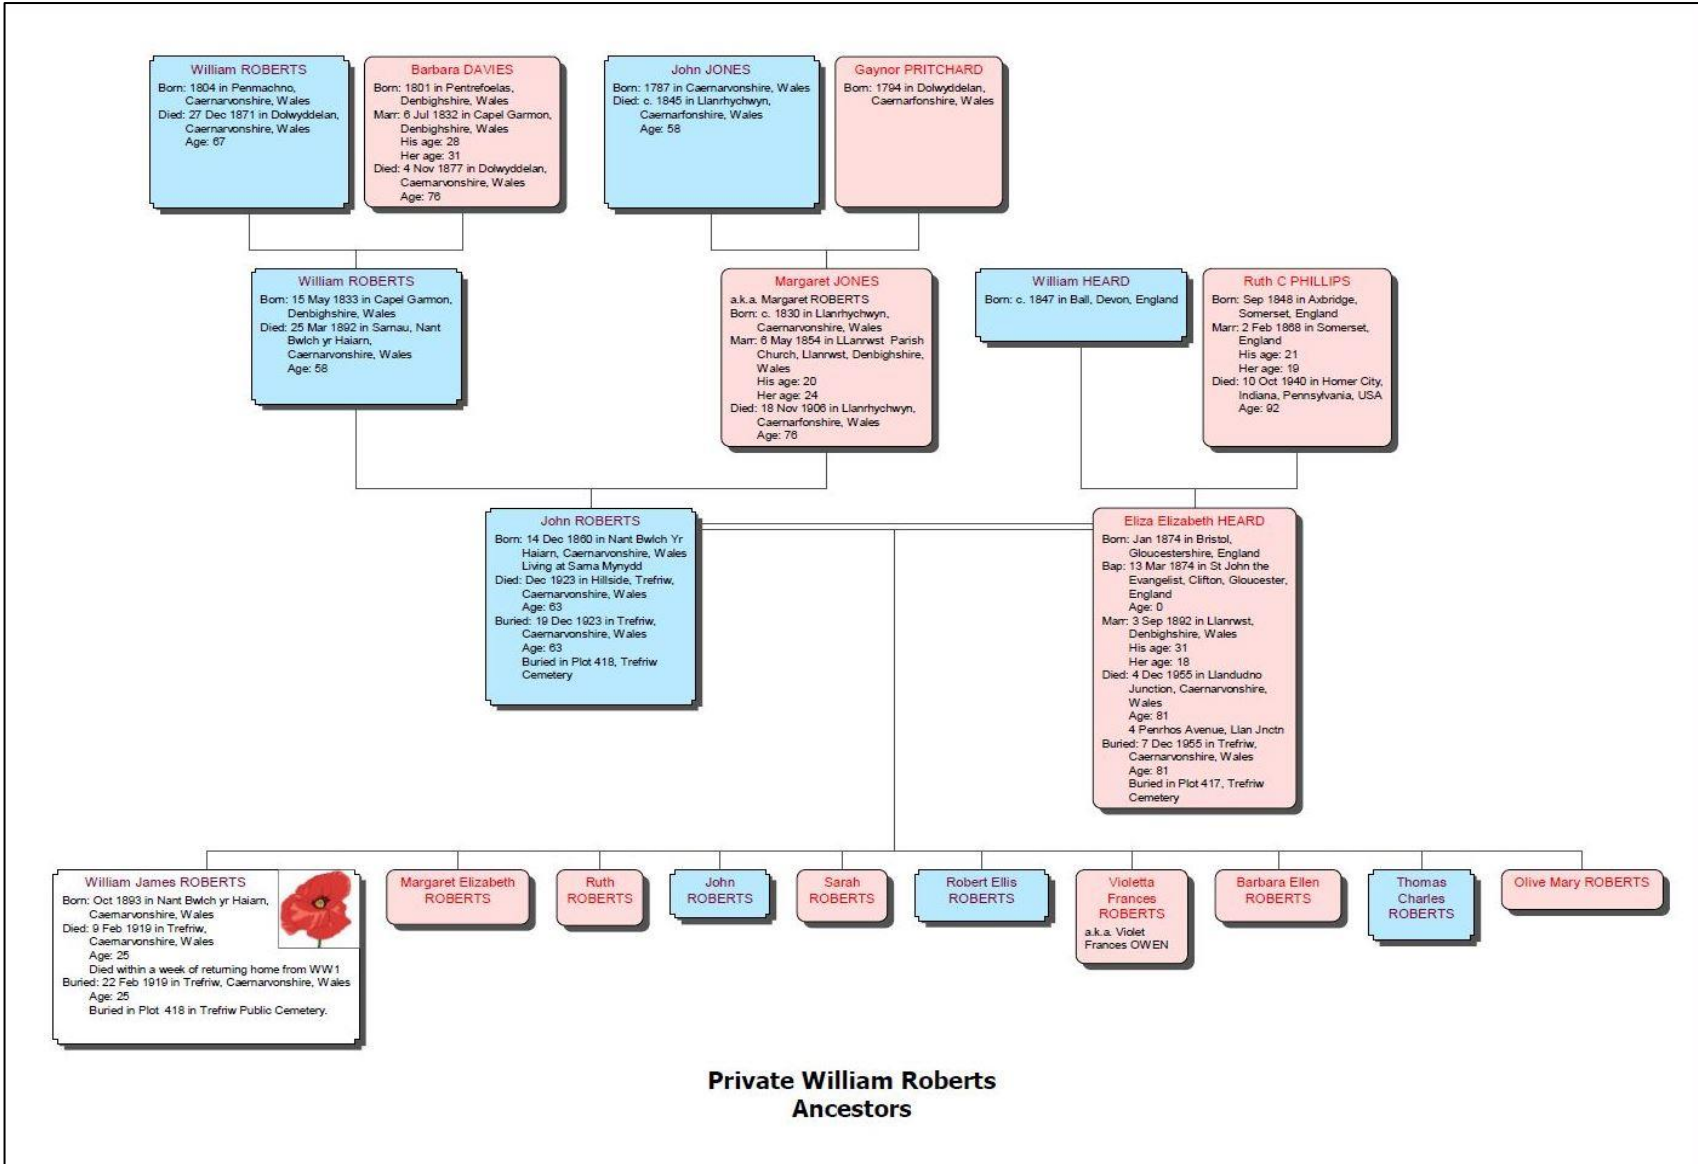 William ROBERTS
Born: 1804 in Penmachno,
Caernarvonshire, Wales
Died: 27 Dec 1871 in Dolwyddelan,
Caernarvonshire, Wales
Age: 67
Barbara DAVIES
Born: 1801 in Pentrefoelas,
Denbighshire, Wales
Marr: 6 Jul 1832 in Capel Garmon,
Denbighshire, Wales
His age: 28
Her age: 31
Died: 4 Nov 1877 in Dolwyddelan,
Caernarvonshire, Wales
Age: 76
John JONES
Born: 1787 in Caernarvonshire, Wales
Died: c. 1845 in Llanrhychwyn,
Caernarfonshire, Wales
Age: 58
Gaynor PRITCHARD
Born: 1794 in Dolwyddelan,
Caernarfonshire, Wales
William ROBERTS
Born: 15 May 1833 in Capel Garmon,
Denbighshire, Wales
Died: 25 Mar 1892 in Sarnau, Nant
Bwlch yr Haiarn,
Caernarvonshire, Wales
Age: 58
Margaret JONES
a.k.a. Margaret ROBERTS
Born: c. 1830 in Llanrhychwyn,
Caernarvonshire, Wales
Marr: 6 May 1854 in LLanrwst Parish
Church, Llanrwst, Denbighshire,
Wales
His age: 20
Her age: 24
Died: 18 Nov 1906 in Llanrhychwyn,
Caernarfonshire, Wales
Age: 76
William HEARD
Born: c. 1847 in Ball, Devon, England
Ruth C PHILLIPS
Born: Sep 1848 in Axbridge,
Somerset, England
Marr: 2 Feb 1868 in Somerset,
England
His age: 21
Her age: 19
Died: 10 Oct 1940 in Homer City,
Indiana, Pennsylvania, USA
Age: 92
John ROBERTS
Born: 14 Dec 1860 in Nant Bwlch Yr
Haiarn, Caernarvonshire, Wales
Living at Sarna Mynydd
Died: Dec 1923 in Hillside, Trefriw,
Caernarvonshire, Wales
Age: 63
Buried: 19 Dec 1923 in Trefriw,
Caernarvonshire, Wales
Age: 63
Buried in Plot 418, Trefriw
Cemetery
Eliza Elizabeth HEARD
Born: Jan 1874 in Bristol,
Gloucestershire, England
Bap: 13 Mar 1874 in St John the
Evangelist, Clifton, Gloucester,
England
Age: 0
Marr: 3 Sep 1892 in Llanrwst,
Denbighshire, Wales
His age: 31
Her age: 18
Died: 4 Dec 1955 in Llandudno
Junction, Caernarvonshire,
Wales
Age: 81
4 Penrhos Avenue, Llan Jnctn
Buried: 7 Dec 1955 in Trefriw,
Caernarvonshire, Wales
Age: 81
Buried in Plot 417, Trefriw
Cemetery
William James ROBERTS
Born: Oct 1893 in Nant Bwlch yr Haiarn,
Caernarvonshire, Wales
Died: 9 Feb 1919 in Trefriw,
Caernarvonshire, Wales
Age: 25
Died within a week of returning home from WW1
Buried: 22 Feb 1919 in Trefriw, Caernarvonshire, Wales
Age: 25
Buried in Plot 418 in Trefriw Public Cemetery.
Margaret Elizabeth
ROBERTS
Ruth
ROBERTS
John
ROBERTS
Sarah
ROBERTS
Robert Ellis
ROBERTS
Violetta
Frances
ROBERTS
a.k.a. Violet
Frances OWEN
Barbara Ellen
ROBERTS
Thomas
Charles
ROBERTS
Olive Mary ROBERTS
Private William Roberts
Ancestors